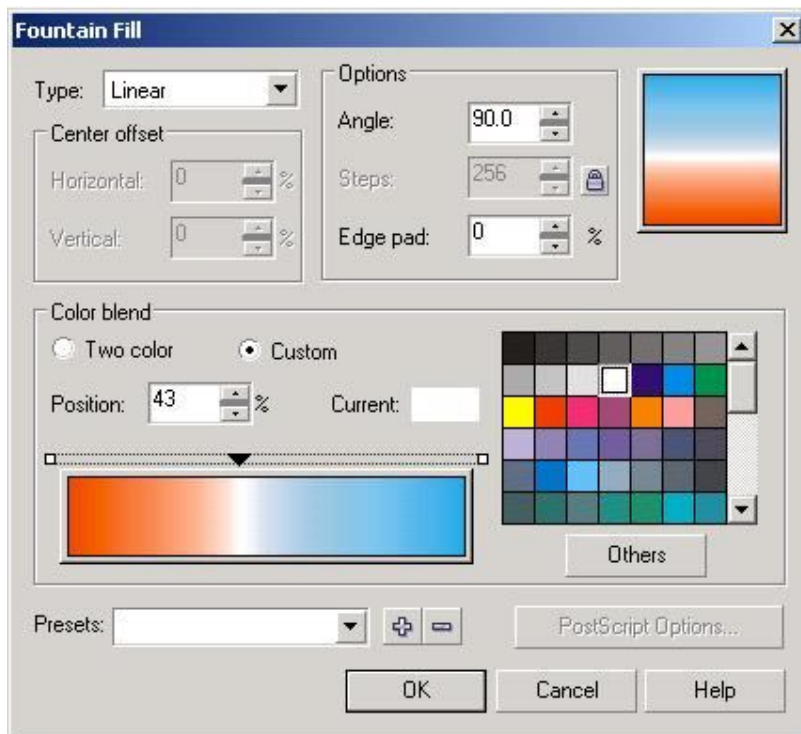 Fountain Fill
Type: Linear
Options
Angle: 90.0
Center offset
Horizontal: 0 %
Steps: 256
Vertical: 0 %
Edge pad: 0 %
Color blend
Two color Custom
Position: 43 % Current:
Others
Presets:
PostScript Options...
OK Cancel Help